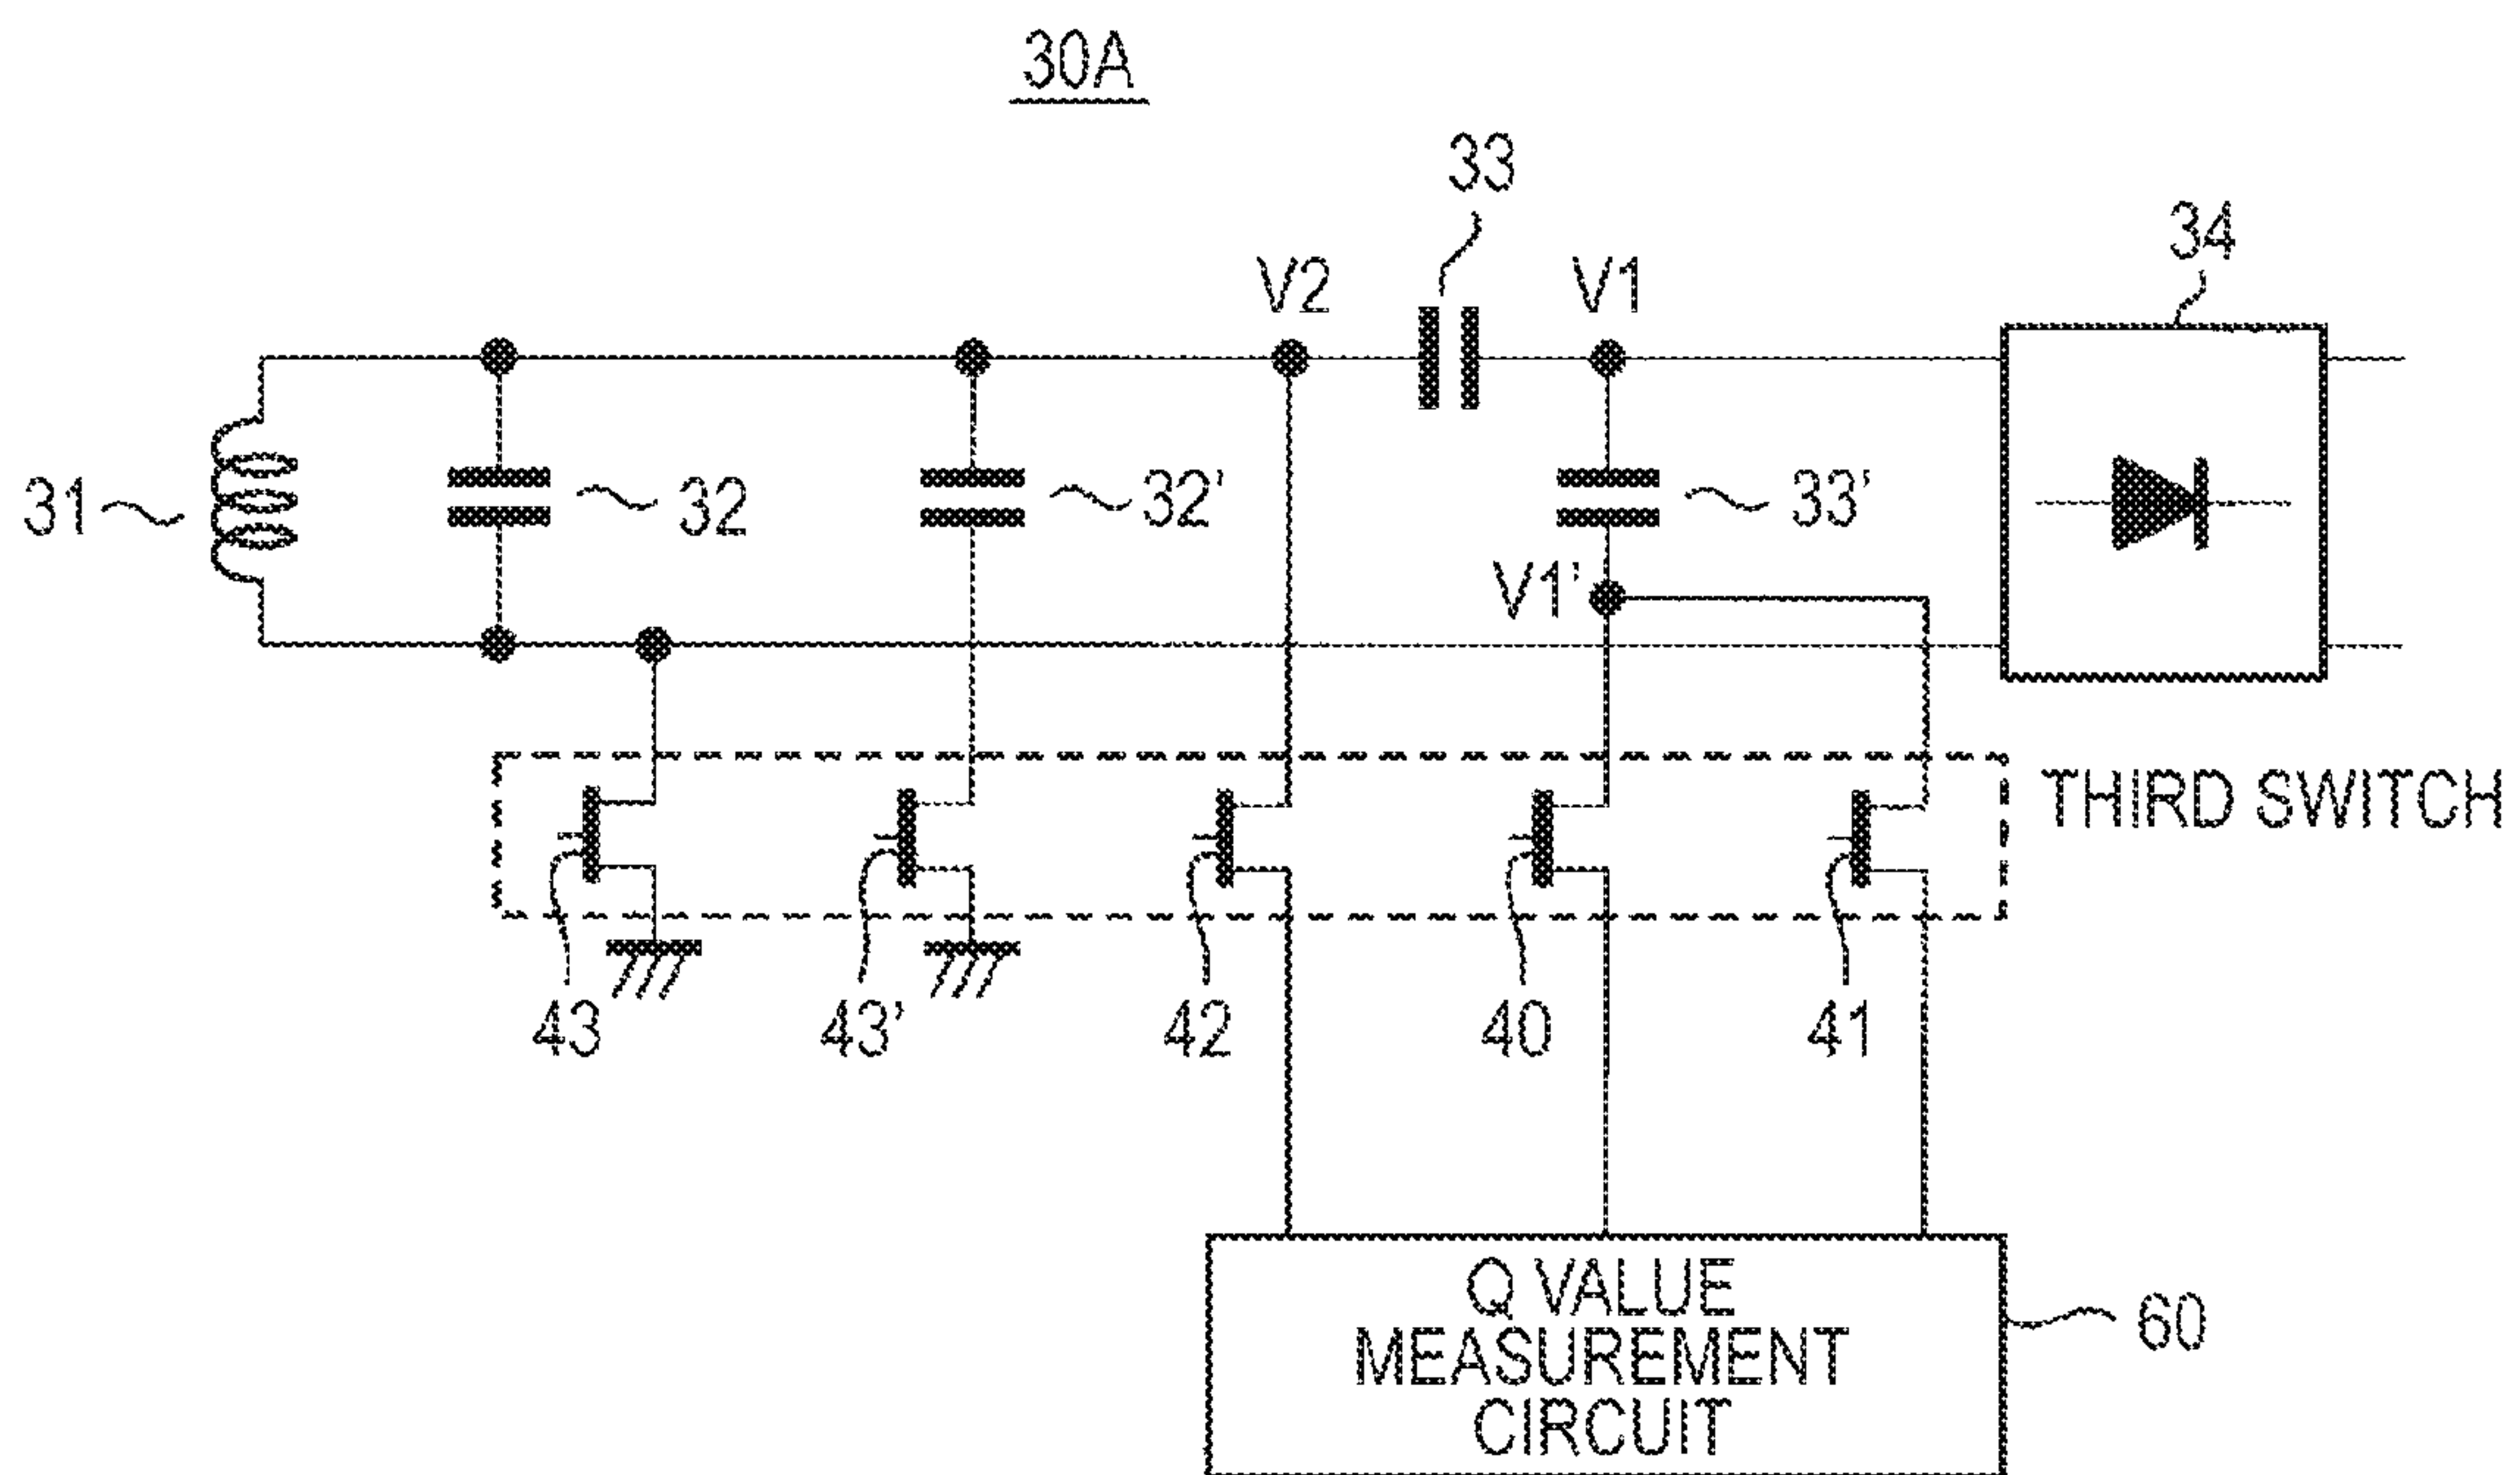 30A
33
34
V2
V1
31
32
32'
33'
V1'
THIRD SWITCH
43
43'
42
40
41
Q VALUE
MEASUREMENT
CIRCUIT
60